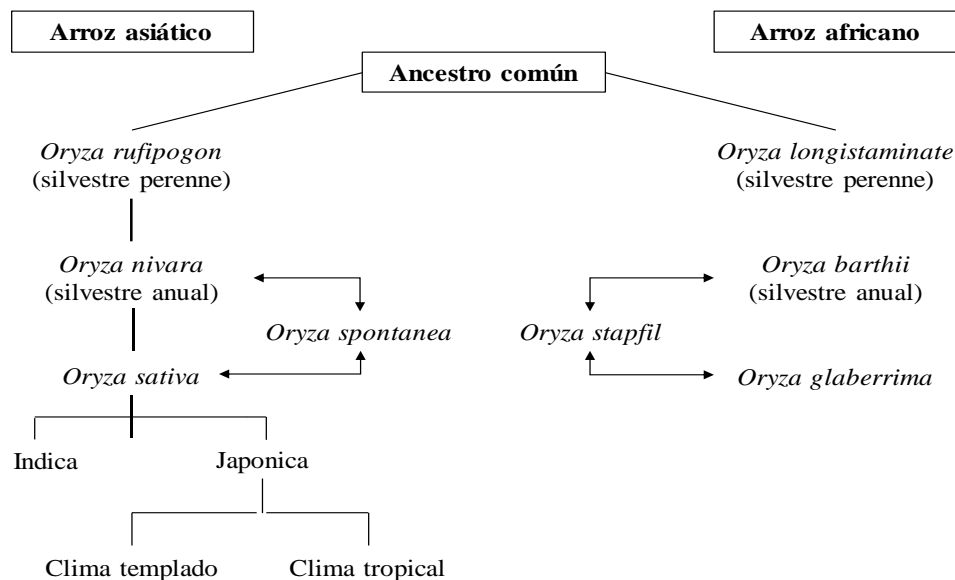 Arroz asiático
Arroz africano
Ancestro común
Oryza rufipogon
(silvestre perenne)
Oryza longistaminate
(silvestre perenne)
Oryza nivara
(silvestre anual)
Oryza barthii
(silvestre anual)
Oryza spontanea
Oryza stapfil
Oryza sativa
Oryza glaberrima
Indica
Japonica
Clima templado
Clima tropical